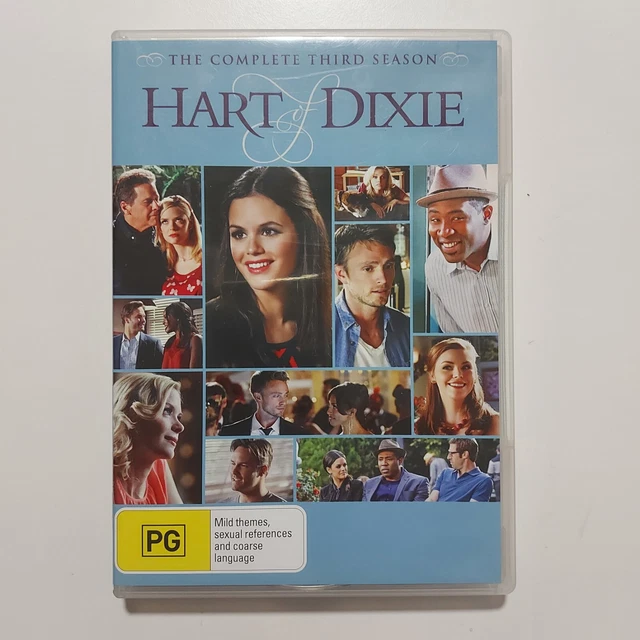 THE COMPLETE THIRD SEASON
HART of DIXIE
PG
Mild themes,
sexual references
and coarse
language